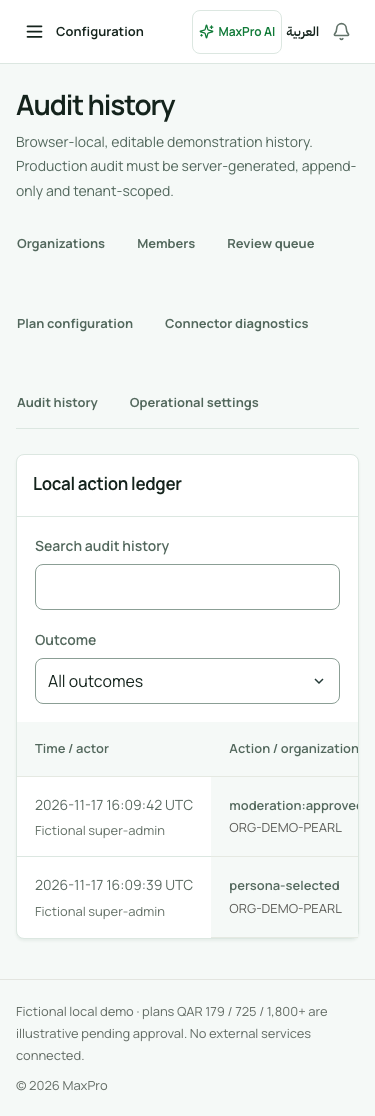 Configuration
MaxPro AI
العربية
Audit history
Browser-local, editable demonstration history.
Production audit must be server-generated, append-
only and tenant-scoped.
Organizations Members Review queue
Plan configuration Connector diagnostics
Audit history Operational settings
Local action ledger
Search audit history
Outcome
All outcomes
Time / actor Action / organization
2026-11-17 16:09:42 UTC moderation:approved
Fictional super-admin ORG-DEMO-PEARL
2026-11-17 16:09:39 UTC persona-selected
Fictional super-admin ORG-DEMO-PEARL
Fictional local demo · plans QAR 179 / 725 / 1,800+ are
illustrative pending approval. No external services
connected.
© 2026 MaxPro